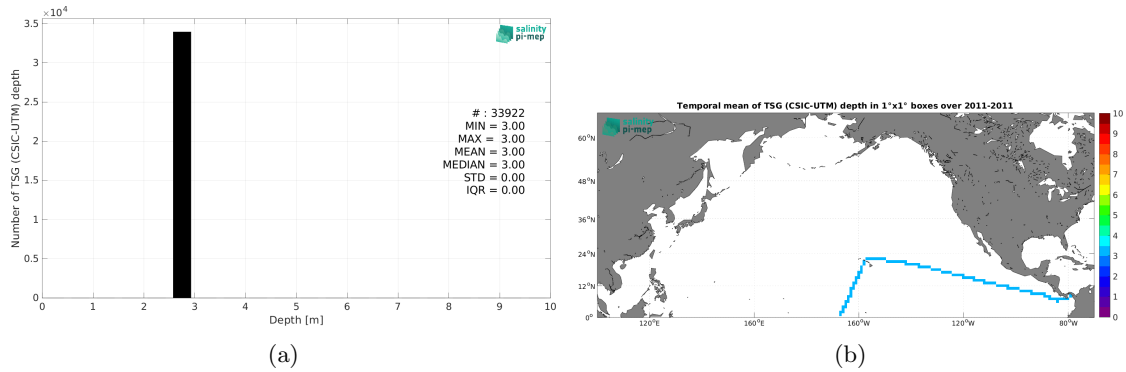 ×10⁴
3.5
3
2.5
2
1.5
1
0.5
0
Number of TSG (CSIC-UTM) depth
0 1 2 3 4 5 6 7 8 9 10
Depth [m]
salinity
pi-mep
# : 33922
MIN = 3.00
MAX = 3.00
MEAN = 3.00
MEDIAN = 3.00
STD = 0.00
IQR = 0.00
(a)
Temporal mean of TSG (CSIC-UTM) depth in 1°x1° boxes over 2011-2011
salinity
pi-mep
60°N
48°N
36°N
24°N
12°N
0°
120°E 160°E 160°W 120°W 80°W
10
9
8
7
6
5
4
3
2
1
0
(b)